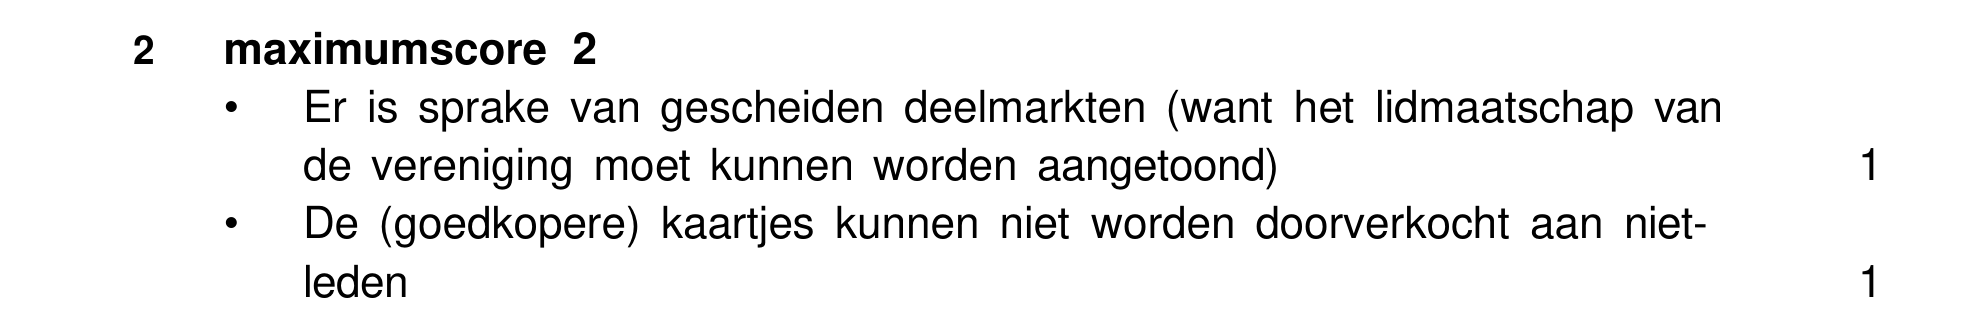 2 maximumscore 2
• Er is sprake van gescheiden deelmarkten (want het lidmaatschap van
de vereniging moet kunnen worden aangetoond) 1
• De (goedkopere) kaartjes kunnen niet worden doorverkocht aan niet-
leden 1